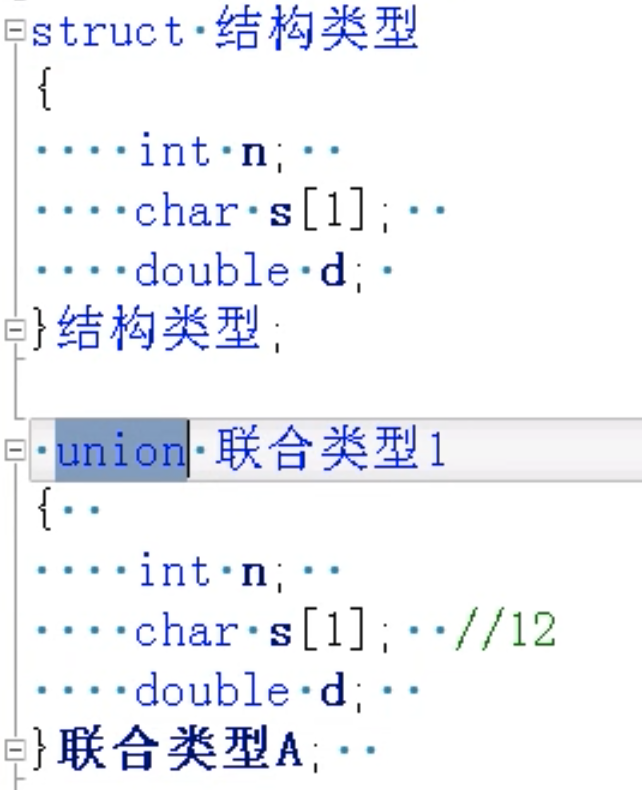 struct 结构类型
{
    int n;
    char s[1];
    double d;
}结构类型;
 union 联合类型1
{
    int n;
    char s[1];  //12
    double d;
}联合类型A;